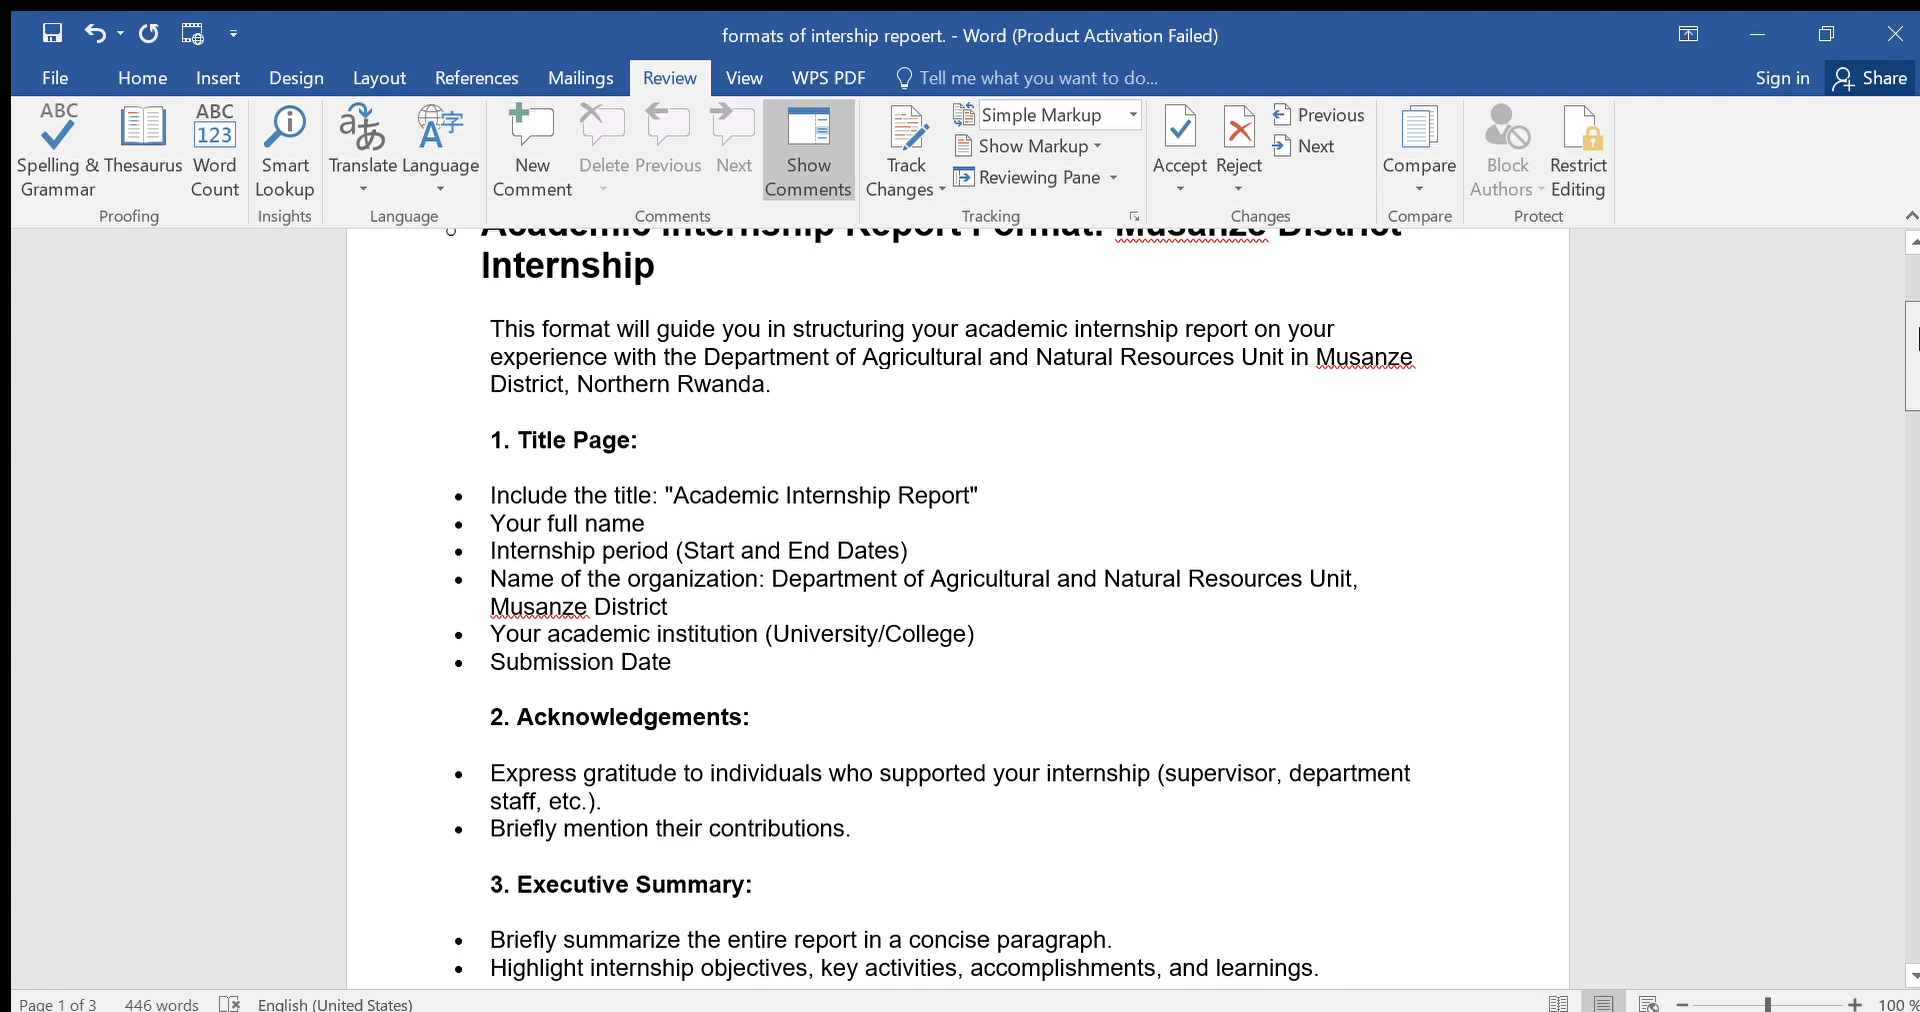 formats of intership repoert. - Word (Product Activation Failed)
File Home Insert Design Layout References Mailings Review View WPS PDF Tell me what you want to do... Sign in Share
ABC
Spelling & Grammar
Thesaurus
ABC
123
Word Count
Proofing
Smart Lookup
Insights
Translate
Language
Language
New Comment
Delete
Previous
Next
Show Comments
Comments
Track Changes
Simple Markup
Show Markup
Reviewing Pane
Tracking
Accept
Reject
Previous
Next
Changes
Compare
Compare
Block Authors
Restrict Editing
Protect
Academic Internship Report Format: Musanze District
Internship
This format will guide you in structuring your academic internship report on your
experience with the Department of Agricultural and Natural Resources Unit in Musanze
District, Northern Rwanda.
1. Title Page:
• Include the title: "Academic Internship Report"
• Your full name
• Internship period (Start and End Dates)
• Name of the organization: Department of Agricultural and Natural Resources Unit,
Musanze District
• Your academic institution (University/College)
• Submission Date
2. Acknowledgements:
• Express gratitude to individuals who supported your internship (supervisor, department
staff, etc.).
• Briefly mention their contributions.
3. Executive Summary:
• Briefly summarize the entire report in a concise paragraph.
• Highlight internship objectives, key activities, accomplishments, and learnings.
Page 1 of 3 446 words English (United States) 100 %